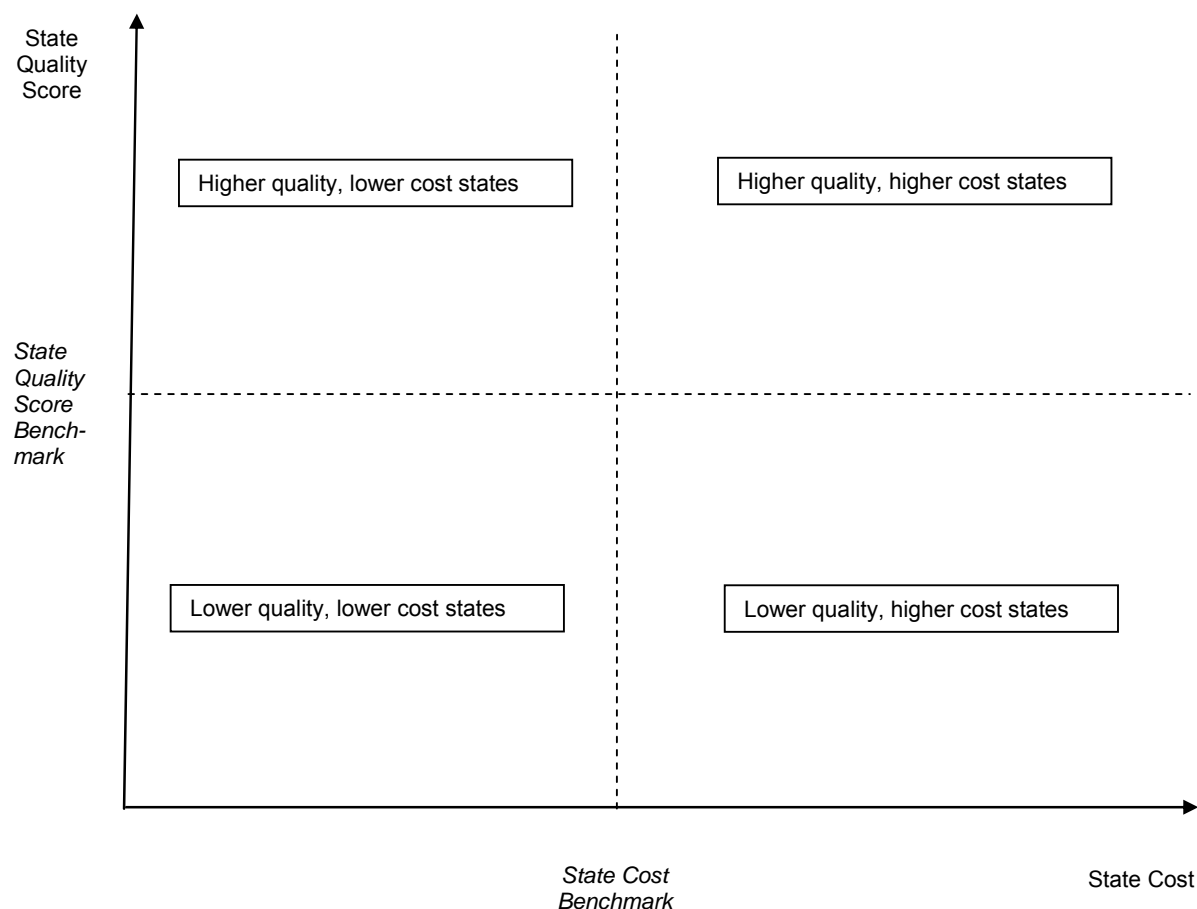 State
Quality
Score
Higher quality, lower cost states
Higher quality, higher cost states
State
Quality
Score
Bench-
mark
Lower quality, lower cost states
Lower quality, higher cost states
State Cost
Benchmark
State Cost